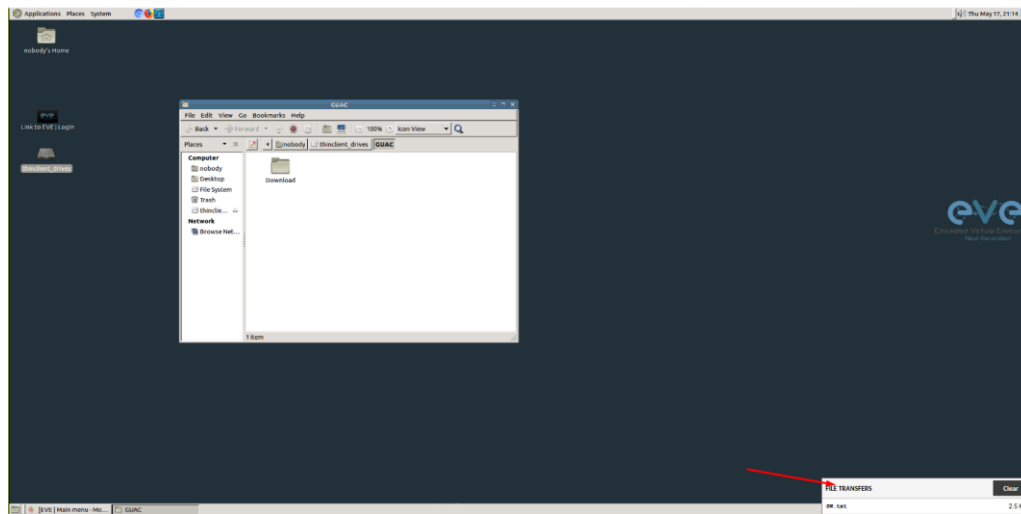 Applications Places System
Thu May 17, 21:14
nobody's Home
Link to EVE | Login
thinclient_drives
GUAC
File Edit View Go Bookmarks Help
Back Forward 100% Icon View
Places nobody thinclient_drives GUAC
Computer
nobody
Desktop
File System
Trash
thinclie...
Network
Browse Net...
Download
1 item
eve
Emulated Virtual
Next Generation
FILE TRANSFERS Clear
[EVE | Main menu - Mo... GUAC